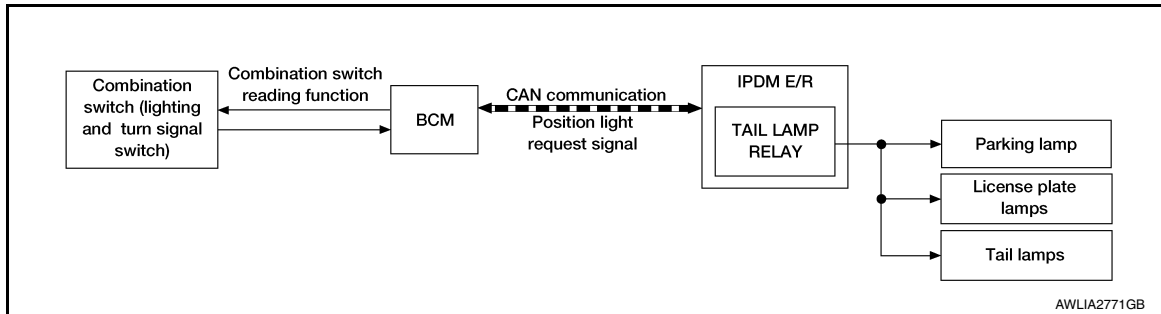 Combination
switch (lighting
and turn signal
switch)
Combination switch
reading function
BCM
CAN communication
Position light
request signal
IPDM E/R
TAIL LAMP
RELAY
Parking lamp
License plate
lamps
Tail lamps
AWLIA2771GB